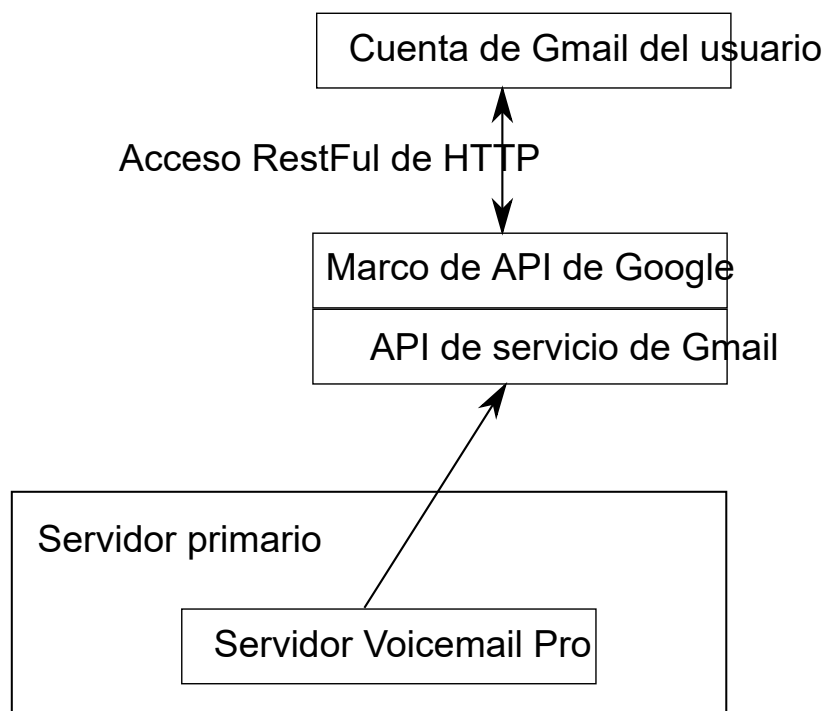 Cuenta de Gmail del usuario
Acceso RestFul de HTTP
Marco de API de Google
API de servicio de Gmail
Servidor primario
Servidor Voicemail Pro